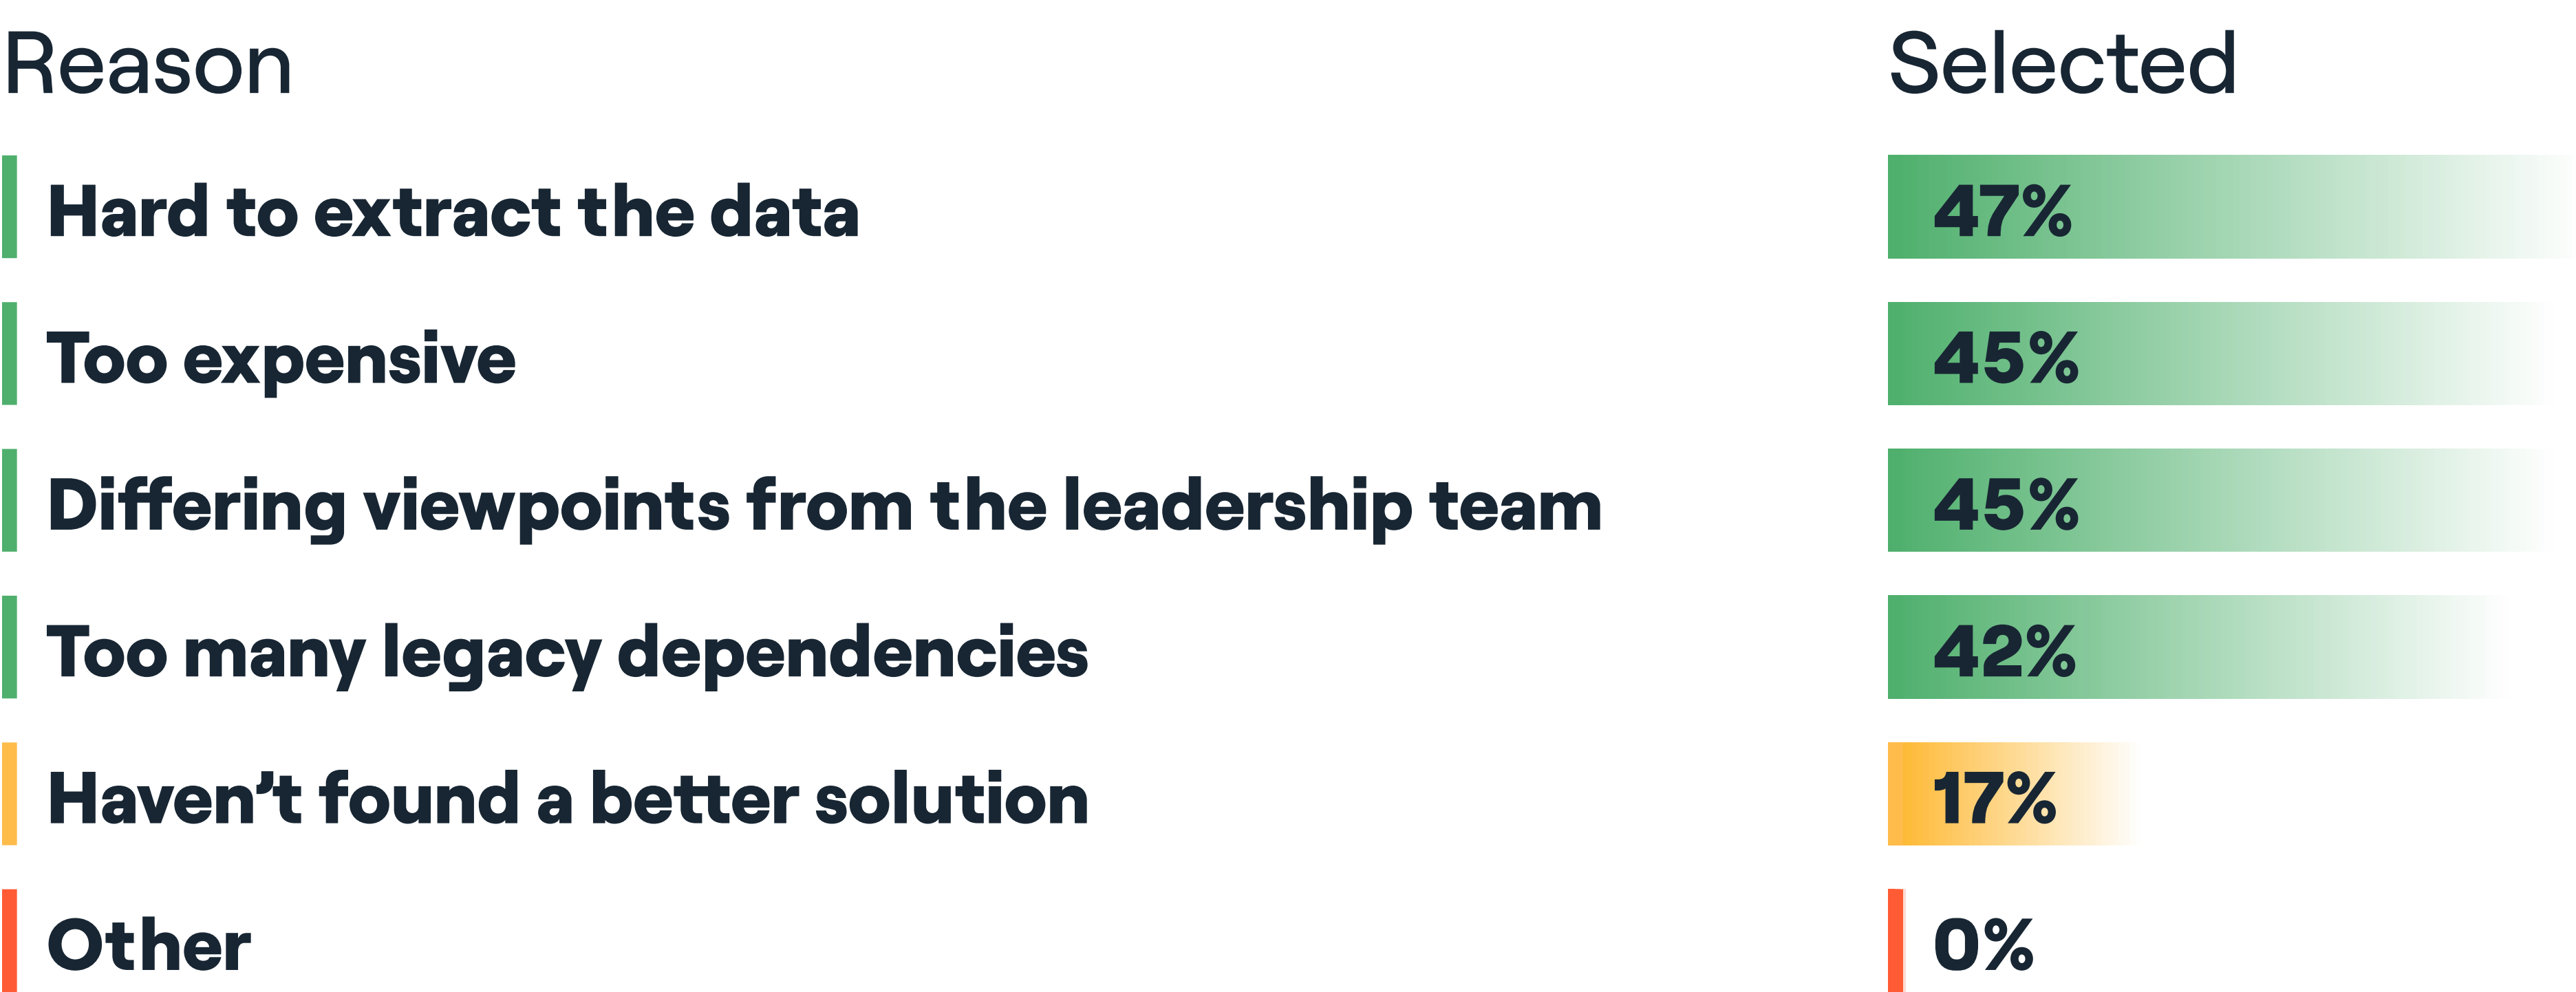 Reason Selected
Hard to extract the data 47%
Too expensive 45%
Differing viewpoints from the leadership team 45%
Too many legacy dependencies 42%
Haven’t found a better solution 17%
Other 0%